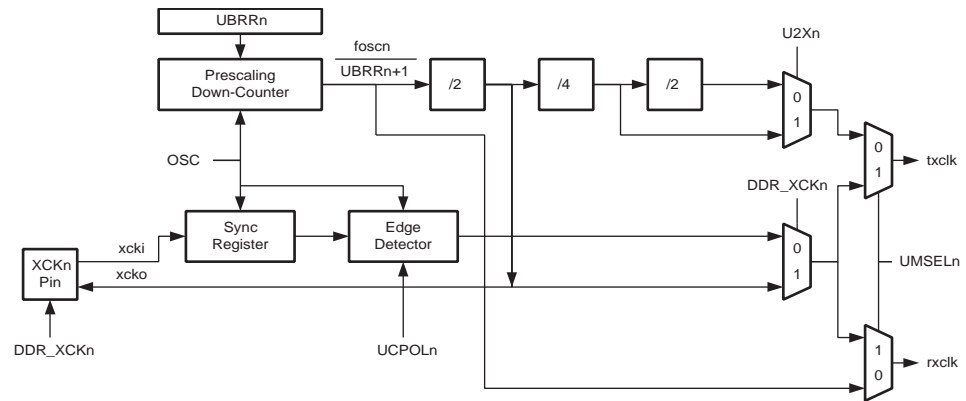 UBRRn
foscn
UBRRn+1
Prescaling
Down-Counter
/2
/4
/2
U2Xn
0
1
OSC
0
1
txclk
DDR_XCKn
Sync
Register
Edge
Detector
xcki
xcko
XCKn
Pin
0
1
UMSELn
DDR_XCKn
UCPOLn
1
0
rxclk